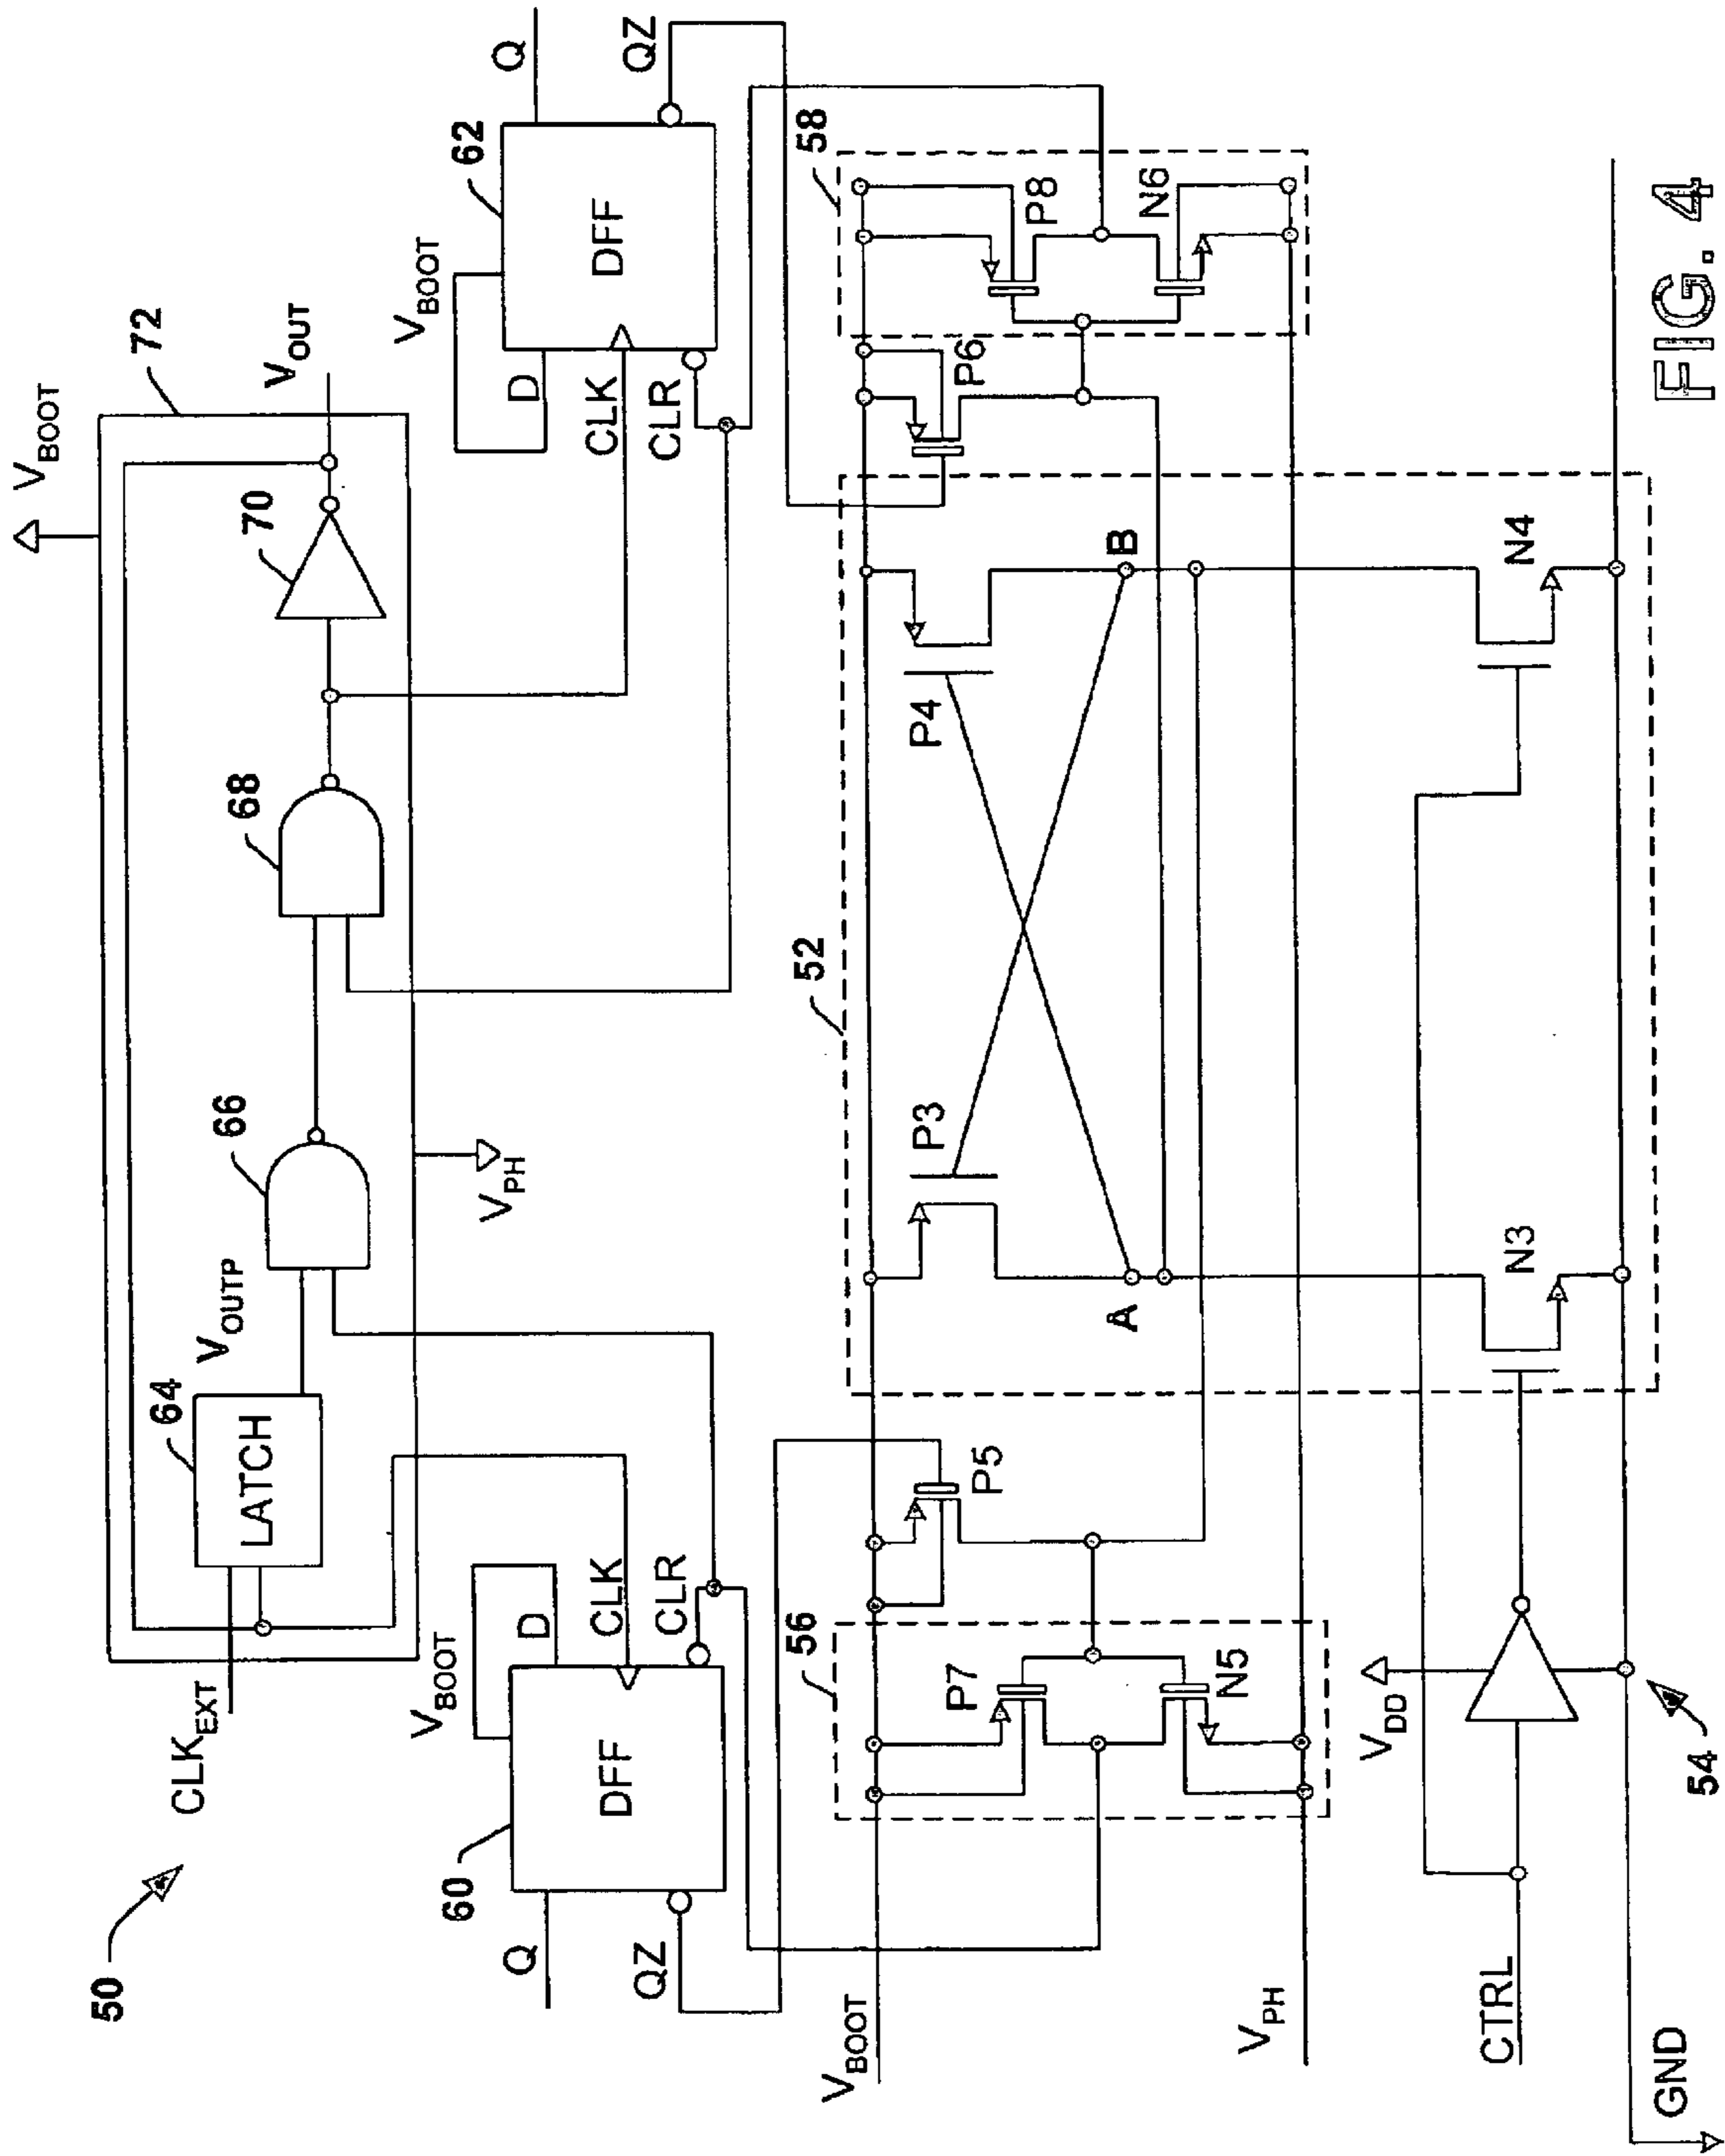 50
CLK_EXT
LATCH
64
V_OUTP
66
68
70
V_BOOT
72
V_OUT
V_PH
Q
60
V_BOOT
D
DFF
CLK
CLR
QZ
V_BOOT
62
Q
D
DFF
CLK
CLR
QZ
V_BOOT
56
P7
N5
P5
52
P3
P4
A
B
P6
58
P8
N6
V_PH
V_DD
CTRL
54
N3
N4
GND
FIG. 4